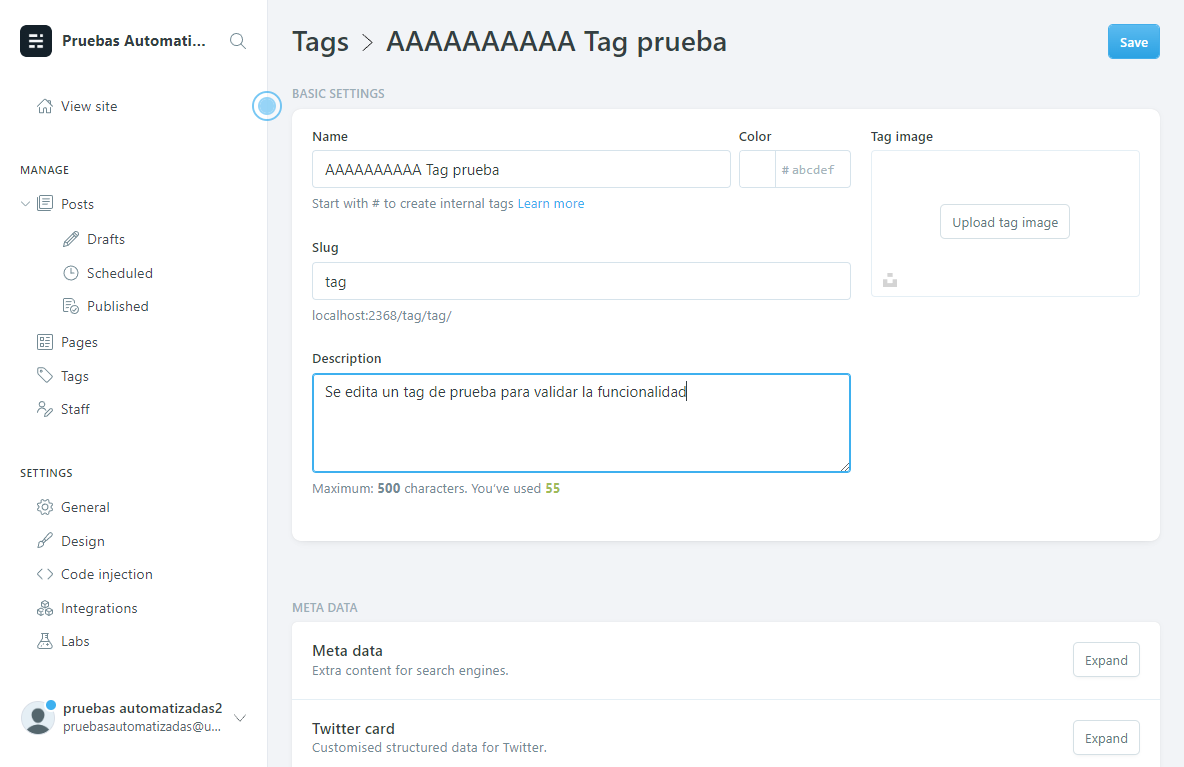 Pruebas Automati...
View site
MANAGE
Posts
Drafts
Scheduled
Published
Pages
Tags
Staff
SETTINGS
General
Design
Code injection
Integrations
Labs
pruebas automatizadas2
pruebasautomatizadas@u...
Tags > AAAAAAAAAA Tag prueba
Save
BASIC SETTINGS
Name
AAAAAAAAAA Tag prueba
Start with # to create internal tags Learn more
Color
# abcdef
Tag image
Upload tag image
Slug
tag
localhost:2368/tag/tag/
Description
Se edita un tag de prueba para validar la funcionalidad
Maximum: 500 characters. You've used 55
META DATA
Meta data
Extra content for search engines.
Expand
Twitter card
Customised structured data for Twitter.
Expand